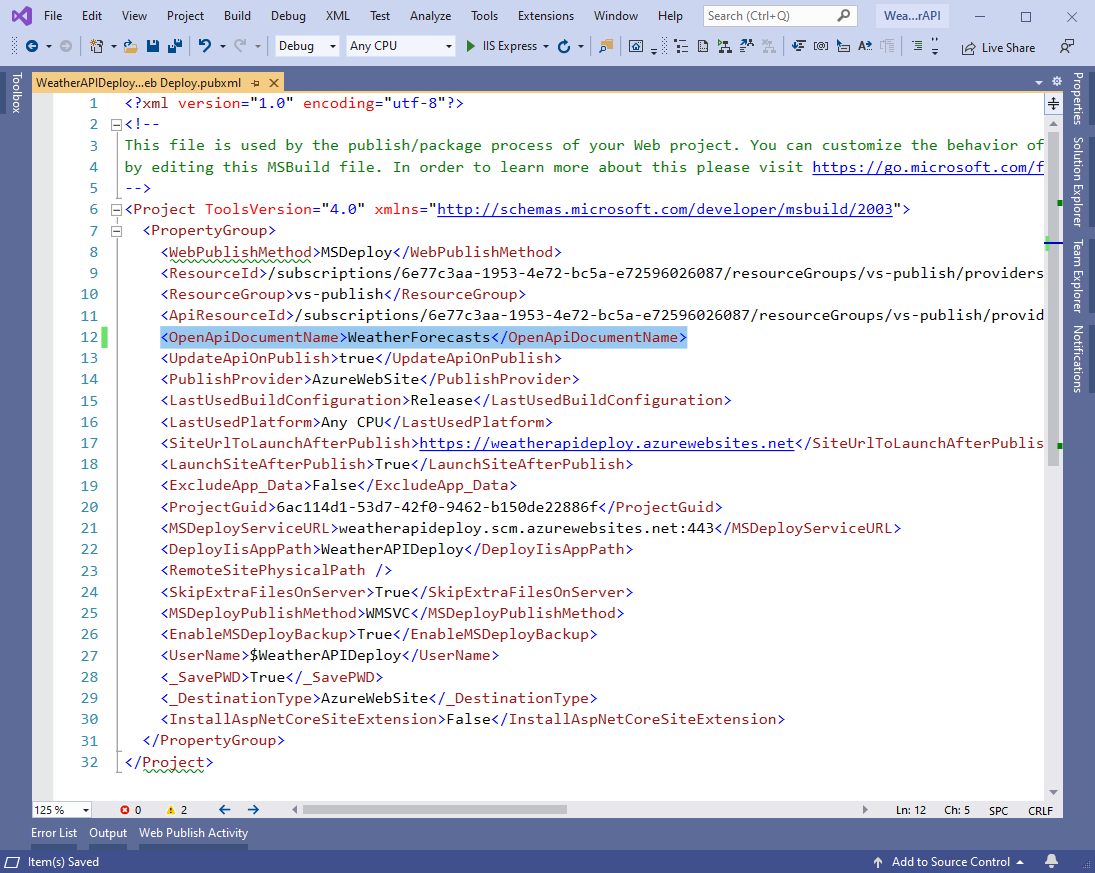 File Edit View Project Build Debug XML Test Analyze Tools Extensions Window Help Search (Ctrl+Q) Wea...rAPI
Debug Any CPU IIS Express Live Share
Toolbox
WeatherAPIDeploy...eb Deploy.pubxml
1 <?xml version="1.0" encoding="utf-8"?>
2 <!--
3 This file is used by the publish/package process of your Web project. You can customize the behavior of
4 by editing this MSBuild file. In order to learn more about this please visit https://go.microsoft.com/f
5 -->
6 <Project ToolsVersion="4.0" xmlns="http://schemas.microsoft.com/developer/msbuild/2003">
7 <PropertyGroup>
8 <WebPublishMethod>MSDeploy</WebPublishMethod>
9 <ResourceId>/subscriptions/6e77c3aa-1953-4e72-bc5a-e72596026087/resourceGroups/vs-publish/providers
10 <ResourceGroup>vs-publish</ResourceGroup>
11 <ApiResourceId>/subscriptions/6e77c3aa-1953-4e72-bc5a-e72596026087/resourceGroups/vs-publish/provid
12 <OpenApiDocumentName>WeatherForecasts</OpenApiDocumentName>
13 <UpdateApiOnPublish>true</UpdateApiOnPublish>
14 <PublishProvider>AzureWebSite</PublishProvider>
15 <LastUsedBuildConfiguration>Release</LastUsedBuildConfiguration>
16 <LastUsedPlatform>Any CPU</LastUsedPlatform>
17 <SiteUrlToLaunchAfterPublish>https://weatherapideploy.azurewebsites.net</SiteUrlToLaunchAfterPublis
18 <LaunchSiteAfterPublish>True</LaunchSiteAfterPublish>
19 <ExcludeApp_Data>False</ExcludeApp_Data>
20 <ProjectGuid>6ac114d1-53d7-42f0-9462-b150de22886f</ProjectGuid>
21 <MSDeployServiceURL>weatherapideploy.scm.azurewebsites.net:443</MSDeployServiceURL>
22 <DeployIisAppPath>WeatherAPIDeploy</DeployIisAppPath>
23 <RemoteSitePhysicalPath />
24 <SkipExtraFilesOnServer>True</SkipExtraFilesOnServer>
25 <MSDeployPublishMethod>WMSVC</MSDeployPublishMethod>
26 <EnableMSDeployBackup>True</EnableMSDeployBackup>
27 <UserName>$WeatherAPIDeploy</UserName>
28 <_SavePWD>True</_SavePWD>
29 <_DestinationType>AzureWebSite</_DestinationType>
30 <InstallAspNetCoreSiteExtension>False</InstallAspNetCoreSiteExtension>
31 </PropertyGroup>
32 </Project>
Properties
Solution Explorer
Team Explorer
Notifications
125 % 0 2 Ln: 12 Ch: 5 SPC CRLF
Error List Output Web Publish Activity
Item(s) Saved Add to Source Control